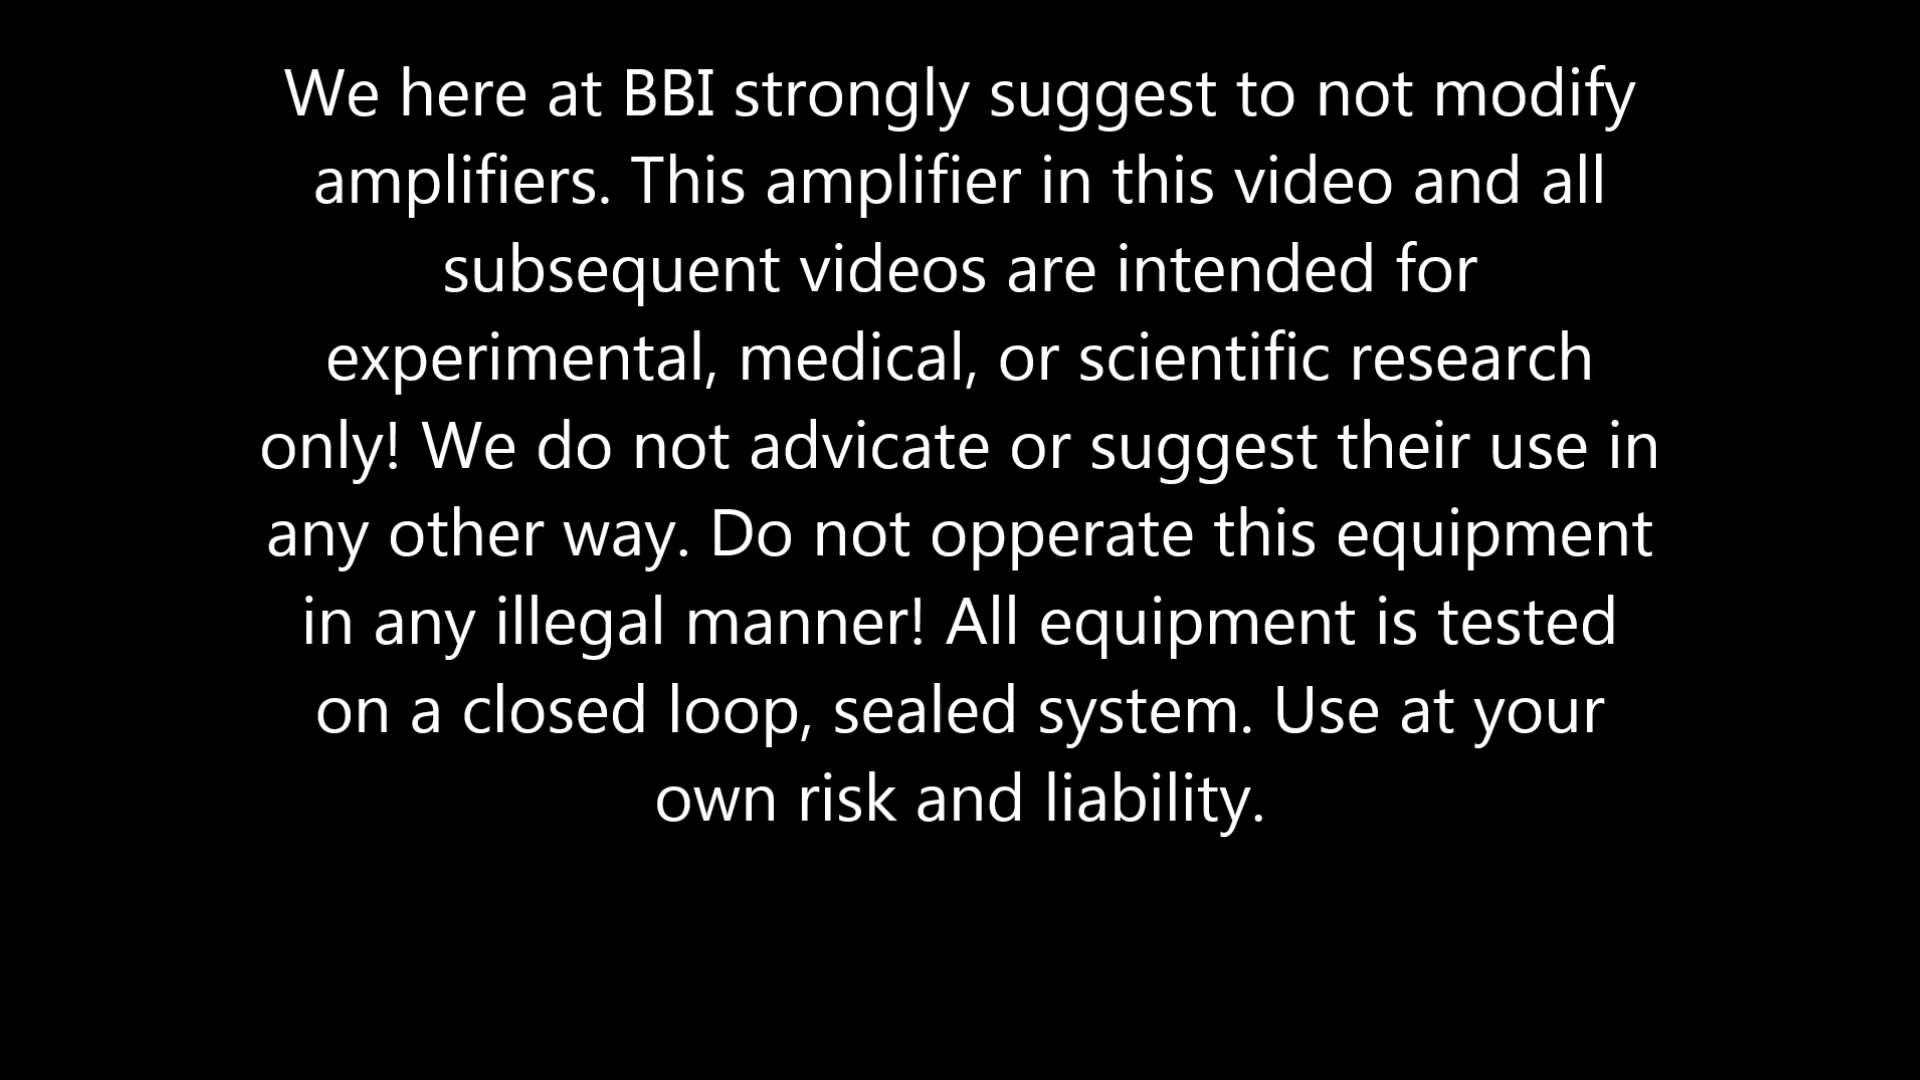 We here at BBI strongly suggest to not modify
amplifiers. This amplifier in this video and all
subsequent videos are intended for
experimental, medical, or scientific research
only! We do not advicate or suggest their use in
any other way. Do not opperate this equipment
in any illegal manner! All equipment is tested
on a closed loop, sealed system. Use at your
own risk and liability.